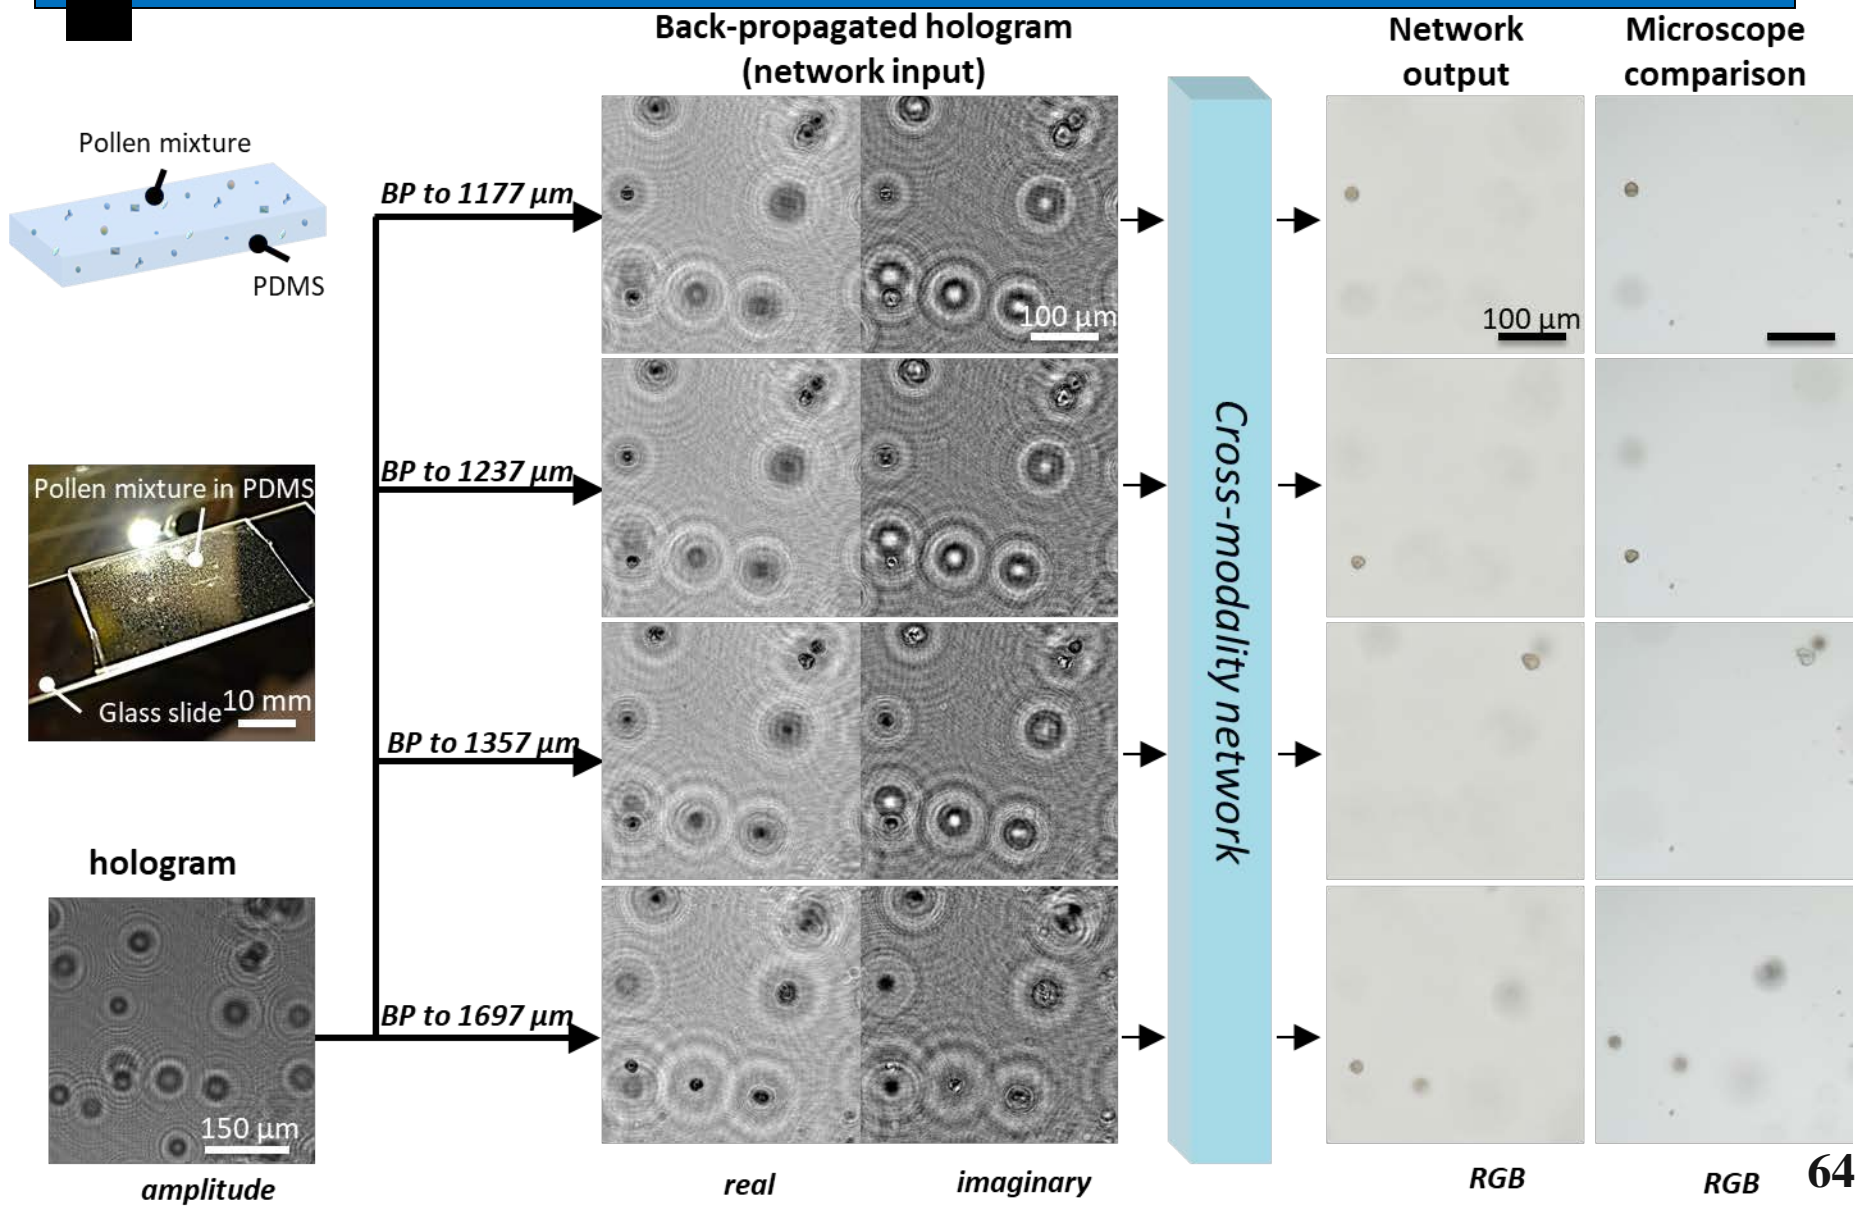 Back-propagated hologram
(network input)
Network
output
Microscope
comparison
Pollen mixture
PDMS
BP to 1177 µm
100 µm
100 µm
BP to 1237 µm
Pollen mixture in PDMS
Glass slide
10 mm
BP to 1357 µm
Cross-modality network
hologram
BP to 1697 µm
150 µm
amplitude
real
imaginary
RGB
RGB
64